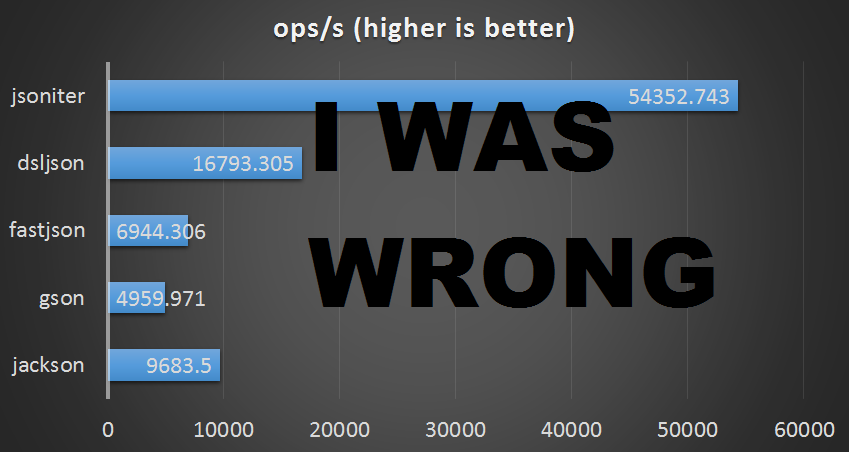 ops/s (higher is better)
jsoniter 54352.743
dsljson 16793.305
fastjson 6944.306
gson 4959.971
jackson 9683.5
0 10000 20000 30000 40000 50000 60000
I WAS
WRONG